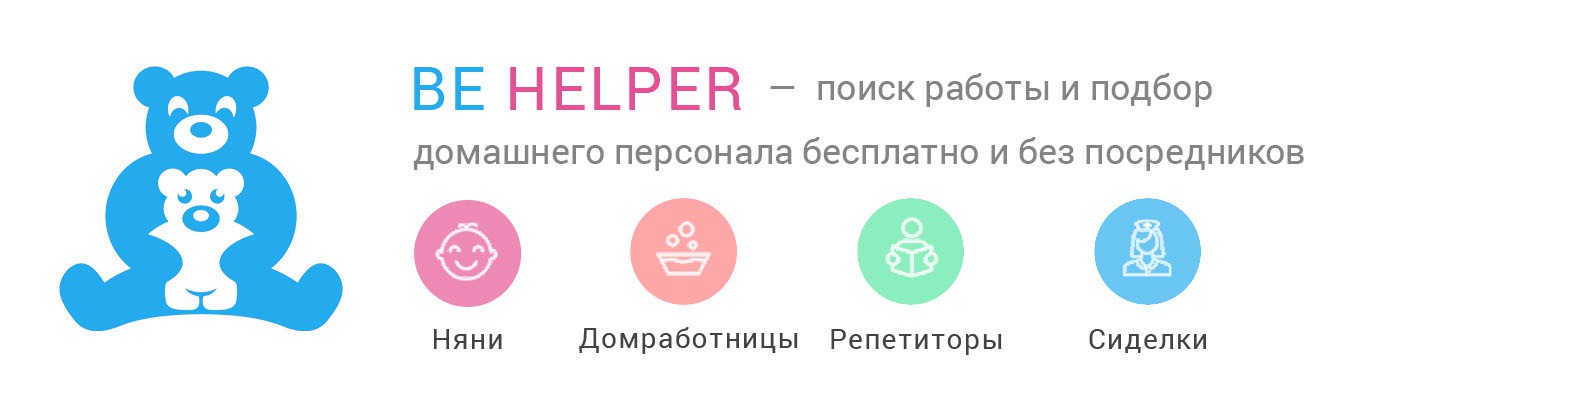 BE HELPER — поиск работы и подбор
домашнего персонала бесплатно и без посредников
Няни Домработницы Репетиторы Сиделки